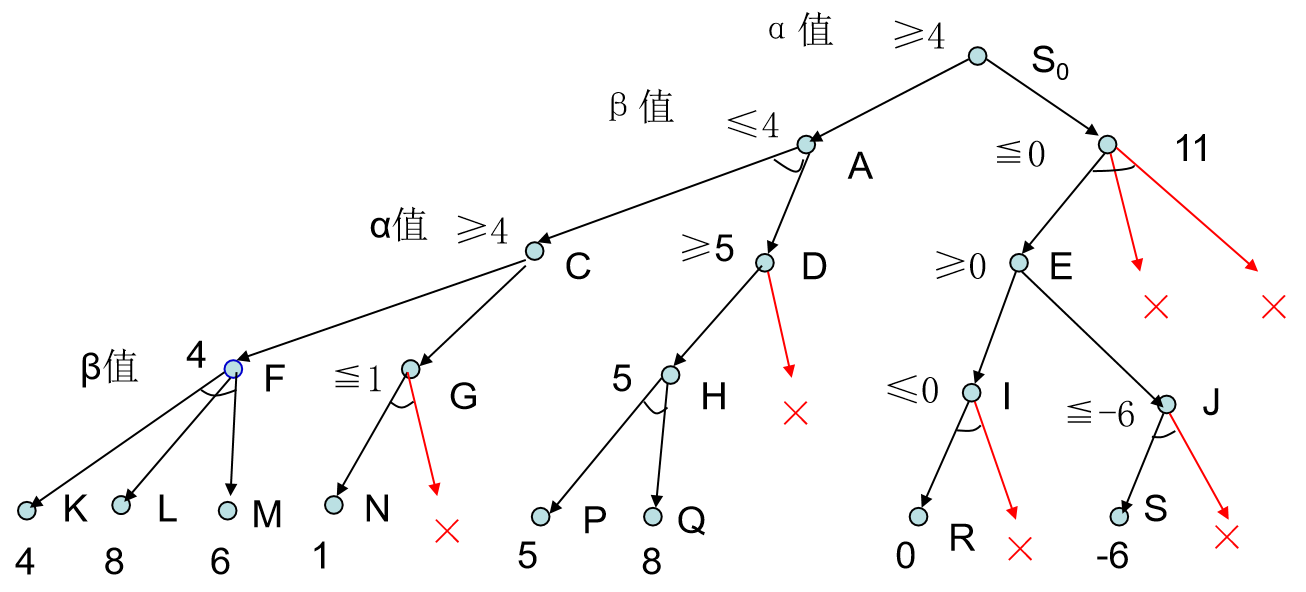 α 值 ≥4 S0
β 值 ≤4 A ≦0 11
α值 ≥4 C ≥5 D ≥0 E
× ×
β值 4 F ≦1 G 5 H × ≤0 I ≦-6 J
K L M N × P Q R × S ×
4 8 6 1 5 8 0 -6